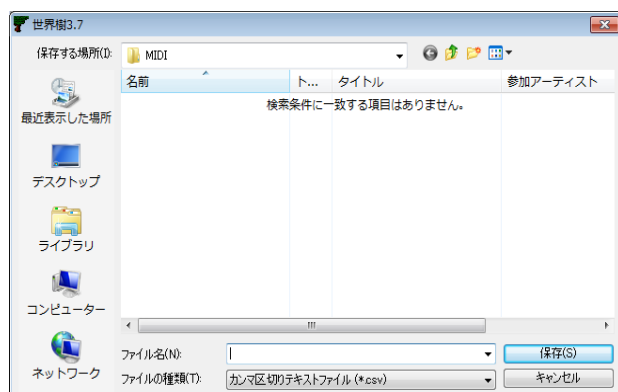 世界樹3.7
保存する場所(I):
MIDI
名前
ト...
タイトル
参加アーティスト
検索条件に一致する項目はありません。
最近表示した場所
デスクトップ
ライブラリ
コンピューター
ネットワーク
ファイル名(N):
保存(S)
ファイルの種類(T):
カンマ区切りテキストファイル (*.csv)
キャンセル